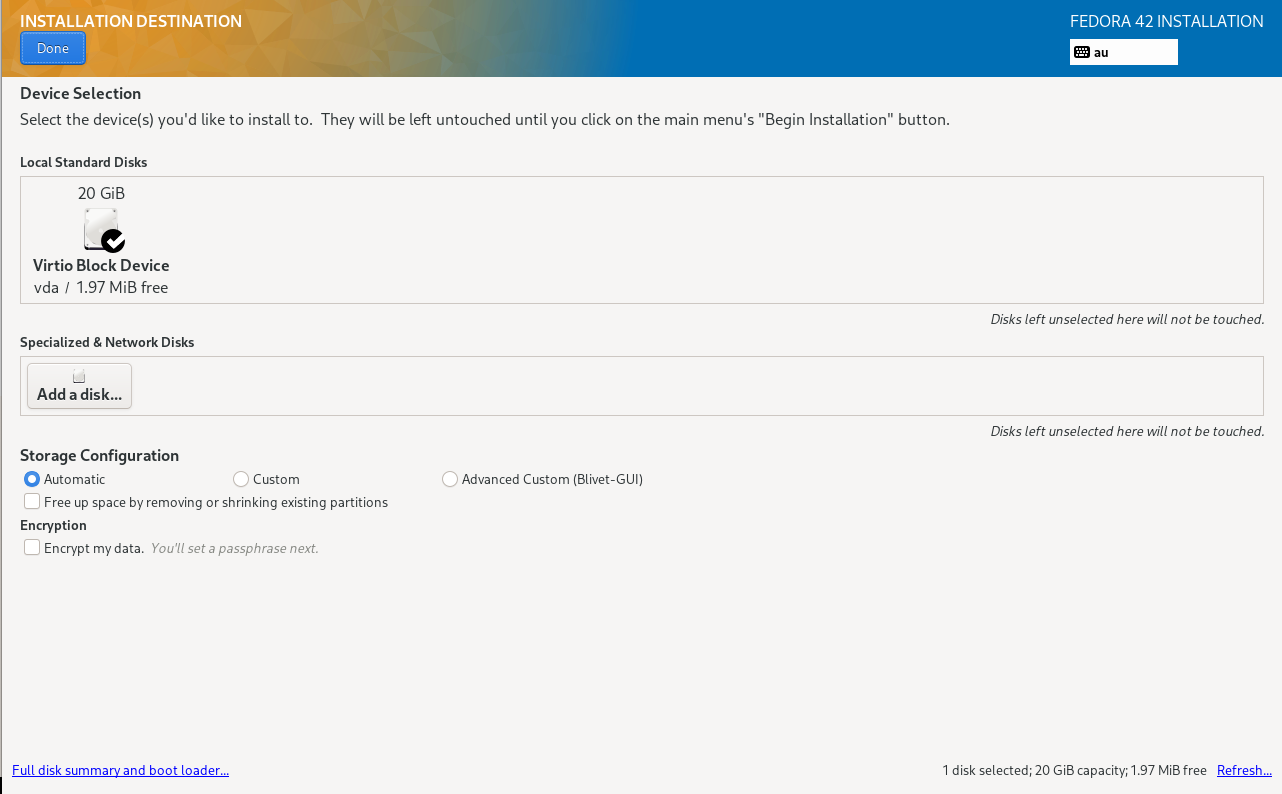 INSTALLATION DESTINATION
FEDORA 42 INSTALLATION
Done
au
Device Selection
Select the device(s) you'd like to install to.  They will be left untouched until you click on the main menu's "Begin Installation" button.
Local Standard Disks
20 GiB
Virtio Block Device
vda / 1.97 MiB free
Disks left unselected here will not be touched.
Specialized & Network Disks
Add a disk...
Disks left unselected here will not be touched.
Storage Configuration
Automatic Custom Advanced Custom (Blivet-GUI)
Free up space by removing or shrinking existing partitions
Encryption
Encrypt my data. You'll set a passphrase next.
Full disk summary and boot loader... 1 disk selected; 20 GiB capacity; 1.97 MiB free Refresh...